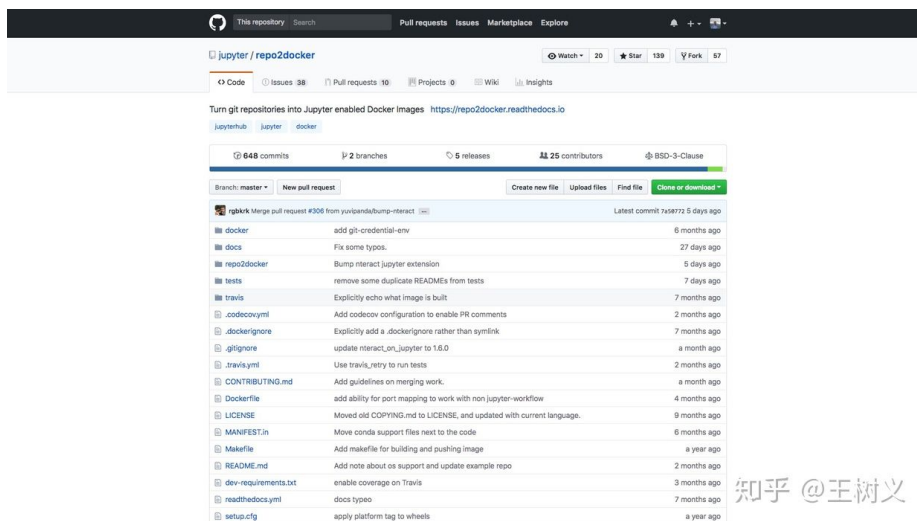 This repository Search Pull requests Issues Marketplace Explore
jupyter / repo2docker Watch 20 Star 139 Fork 57
Code Issues 38 Pull requests 10 Projects 0 Wiki Insights
Turn git repositories into Jupyter enabled Docker Images https://repo2docker.readthedocs.io
jupyterhub jupyter docker
648 commits 2 branches 5 releases 25 contributors BSD-3-Clause
Branch: master New pull request Create new file Upload files Find file Clone or download
rgbkrk Merge pull request #306 from yuvipanda/bump-nteract ... Latest commit 7a50772 5 days ago
docker add git-credential-env 6 months ago
docs Fix some typos. 27 days ago
repo2docker Bump nteract jupyter extension 5 days ago
tests remove some duplicate READMEs from tests 7 days ago
travis Explicitly echo what image is built 7 months ago
.codecov.yml Add codecov configuration to enable PR comments 2 months ago
.dockerignore Explicitly add a .dockerignore rather than symlink 7 months ago
.gitignore update nteract_on_jupyter to 1.6.0 a month ago
.travis.yml Use travis_retry to run tests 2 months ago
CONTRIBUTING.md Add guidelines on merging work. a month ago
Dockerfile add ability for port mapping to work with non jupyter-workflow 4 months ago
LICENSE Moved old COPYING.md to LICENSE, and updated with current language. 9 months ago
MANIFEST.in Move conda support files next to the code 6 months ago
Makefile Add makefile for building and pushing image a year ago
README.md Add note about os support and update example repo 2 months ago
dev-requirements.txt enable coverage on Travis 3 months ago
readthedocs.yml docs typeo 7 months ago
setup.cfg apply platform tag to wheels a year ago
知乎 @王树义